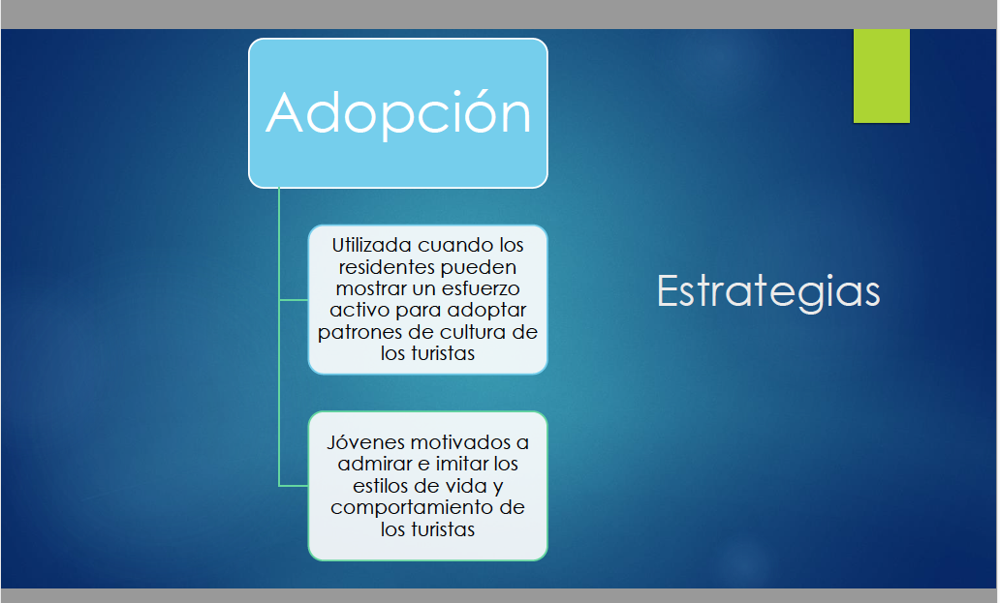 Adopción
Utilizada cuando los
residentes pueden
mostrar un esfuerzo
activo para adoptar
patrones de cultura de
los turistas
Jóvenes motivados a
admirar e imitar los
estilos de vida y
comportamiento de
los turistas
Estrategias